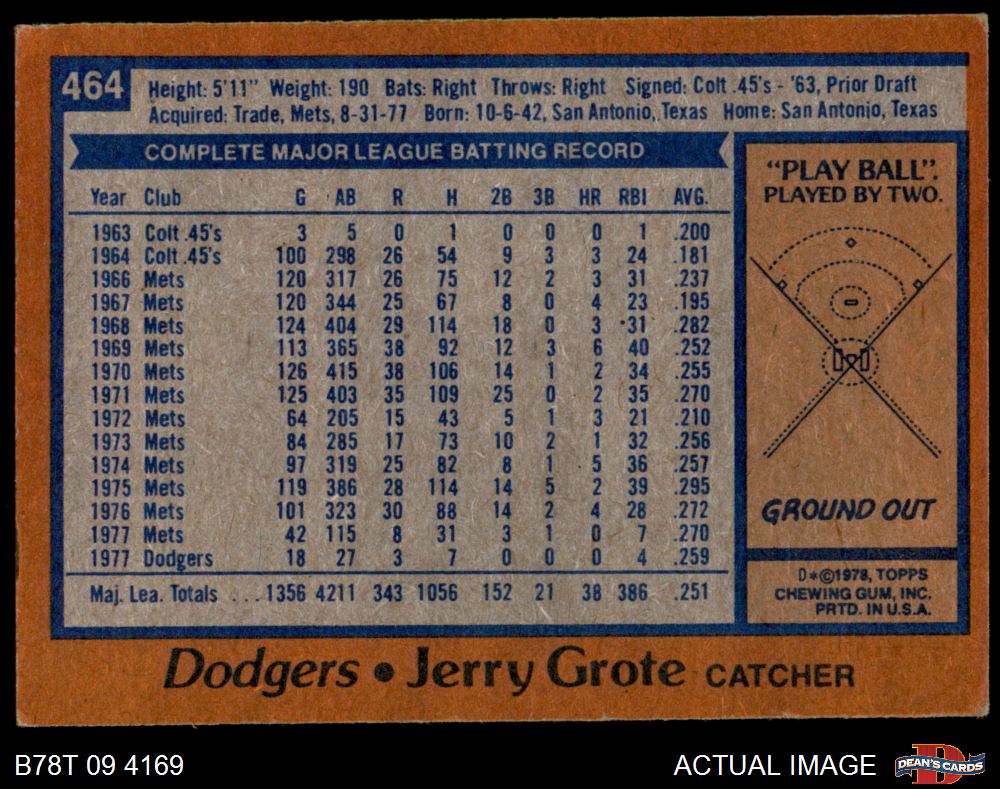 464
Height: 5'11" Weight: 190 Bats: Right Throws: Right Signed: Colt .45's - '63, Prior Draft
Acquired: Trade, Mets, 8-31-77 Born: 10-6-42, San Antonio, Texas Home: San Antonio, Texas
COMPLETE MAJOR LEAGUE BATTING RECORD
Year Club G AB R H 2B 3B HR RBI AVG.
1963 Colt .45's 3 5 0 1 0 0 0 1 .200
1964 Colt .45's 100 298 26 54 9 3 3 24 .181
1966 Mets 120 317 26 75 12 2 3 31 .237
1967 Mets 120 344 25 67 8 0 4 23 .195
1968 Mets 124 404 29 114 18 0 3 31 .282
1969 Mets 113 365 38 92 12 3 6 40 .252
1970 Mets 126 415 38 106 14 1 2 34 .255
1971 Mets 125 403 35 109 25 0 2 35 .270
1972 Mets 64 205 15 43 5 1 3 21 .210
1973 Mets 84 285 17 73 10 2 1 32 .256
1974 Mets 97 319 25 82 8 1 5 36 .257
1975 Mets 119 386 28 114 14 5 2 39 .295
1976 Mets 101 323 30 88 14 2 4 28 .272
1977 Mets 42 115 8 31 3 1 0 7 .270
1977 Dodgers 18 27 3 7 0 0 0 4 .259
Maj. Lea. Totals ... 1356 4211 343 1056 152 21 38 386 .251
"PLAY BALL".
PLAYED BY TWO.
GROUND OUT
D*©1978, TOPPS
CHEWING GUM, INC.
PRTD. IN U.S.A.
Dodgers • Jerry Grote CATCHER
B78T 09 4169
ACTUAL IMAGE
D
DEAN'S CARDS